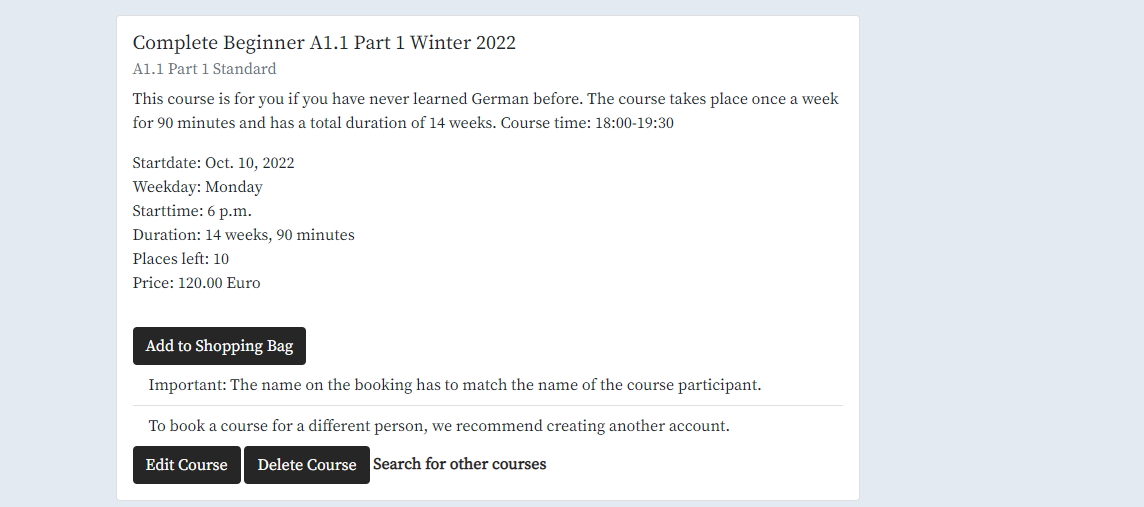 Complete Beginner A1.1 Part 1 Winter 2022
A1.1 Part 1 Standard
This course is for you if you have never learned German before. The course takes place once a week
for 90 minutes and has a total duration of 14 weeks. Course time: 18:00-19:30
Startdate: Oct. 10, 2022
Weekday: Monday
Starttime: 6 p.m.
Duration: 14 weeks, 90 minutes
Places left: 10
Price: 120.00 Euro
Add to Shopping Bag
Important: The name on the booking has to match the name of the course participant.
To book a course for a different person, we recommend creating another account.
Edit Course Delete Course Search for other courses